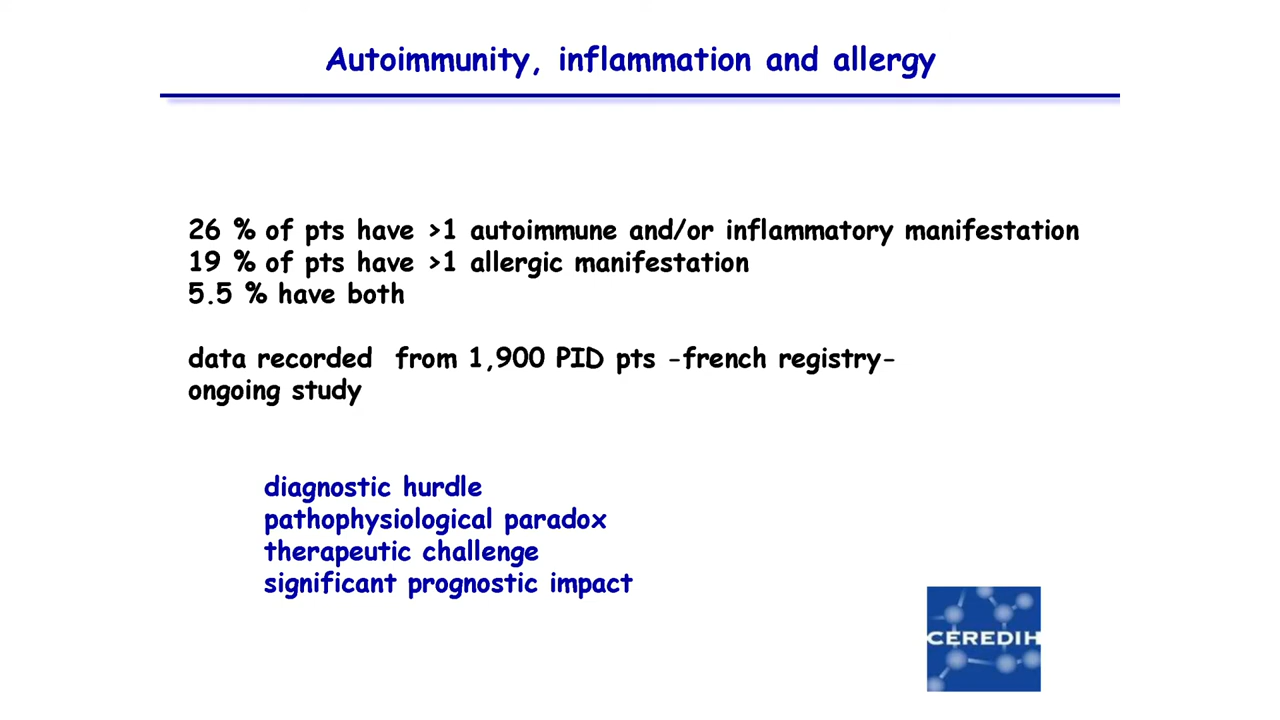 Autoimmunity, inflammation and allergy
26 % of pts have >1 autoimmune and/or inflammatory manifestation
19 % of pts have >1 allergic manifestation
5.5 % have both
data recorded from 1,900 PID pts -french registry-
ongoing study
diagnostic hurdle
pathophysiological paradox
therapeutic challenge
significant prognostic impact
CEREDIH